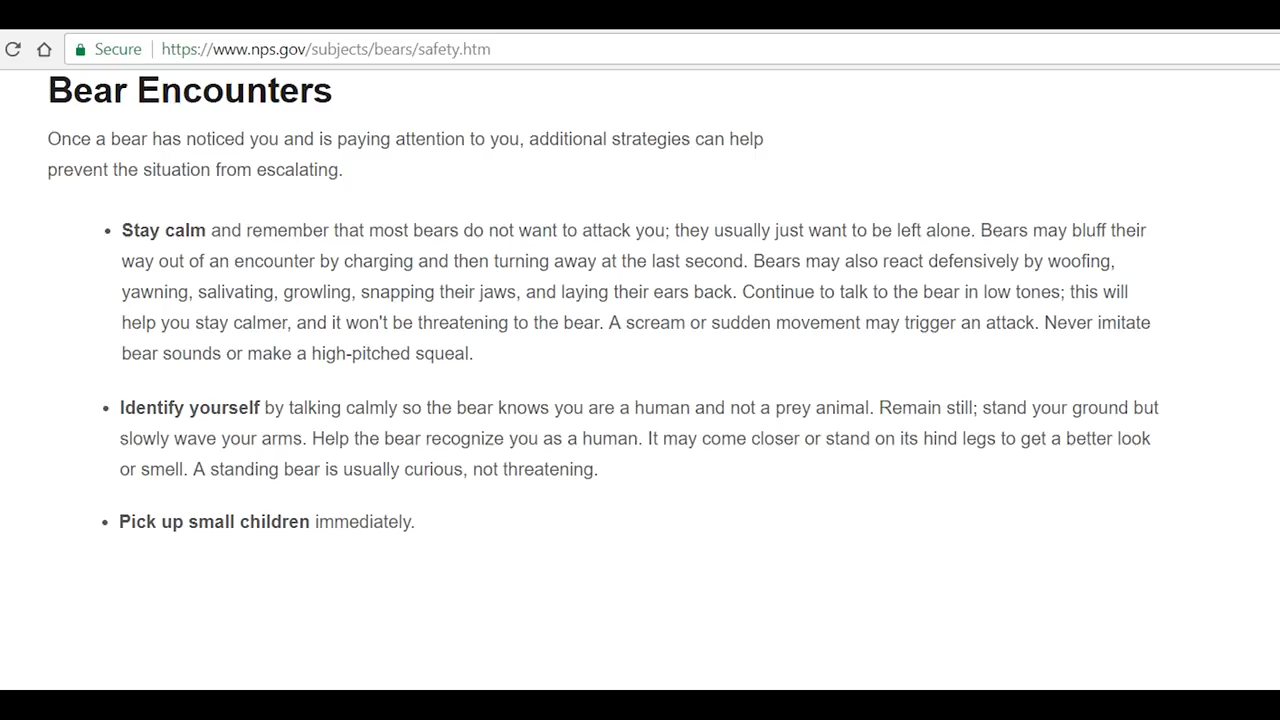 Secure https://www.nps.gov/subjects/bears/safety.htm
Bear Encounters
Once a bear has noticed you and is paying attention to you, additional strategies can help
prevent the situation from escalating.
• Stay calm and remember that most bears do not want to attack you; they usually just want to be left alone. Bears may bluff their
way out of an encounter by charging and then turning away at the last second. Bears may also react defensively by woofing,
yawning, salivating, growling, snapping their jaws, and laying their ears back. Continue to talk to the bear in low tones; this will
help you stay calmer, and it won't be threatening to the bear. A scream or sudden movement may trigger an attack. Never imitate
bear sounds or make a high-pitched squeal.
• Identify yourself by talking calmly so the bear knows you are a human and not a prey animal. Remain still; stand your ground but
slowly wave your arms. Help the bear recognize you as a human. It may come closer or stand on its hind legs to get a better look
or smell. A standing bear is usually curious, not threatening.
• Pick up small children immediately.